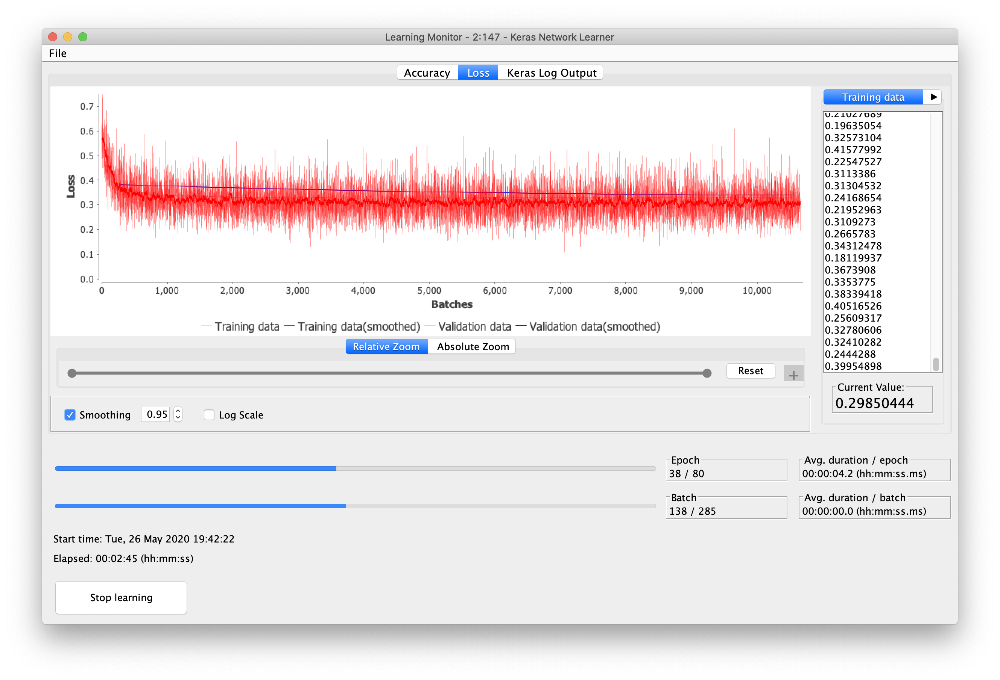 Learning Monitor - 2:147 - Keras Network Learner
File
Accuracy Loss Keras Log Output
0.7
0.6
0.5
0.4
0.3
0.2
0.1
0.0
Loss
0 1,000 2,000 3,000 4,000 5,000 6,000 7,000 8,000 9,000 10,000
Batches
Training data Training data(smoothed) Validation data Validation data(smoothed)
Training data
0.21027689
0.19635054
0.32573104
0.41577992
0.22547527
0.3113386
0.31304532
0.24168654
0.21952963
0.3109273
0.2665783
0.34312478
0.18119937
0.3673908
0.3353775
0.38339418
0.40516526
0.25609317
0.32780606
0.32410282
0.2444288
0.39954898
Current Value:
0.29850444
Relative Zoom Absolute Zoom
Reset +
Smoothing 0.95 Log Scale
Epoch
38 / 80
Avg. duration / epoch
00:00:04.2 (hh:mm:ss.ms)
Batch
138 / 285
Avg. duration / batch
00:00:00.0 (hh:mm:ss.ms)
Start time: Tue, 26 May 2020 19:42:22
Elapsed: 00:02:45 (hh:mm:ss)
Stop learning